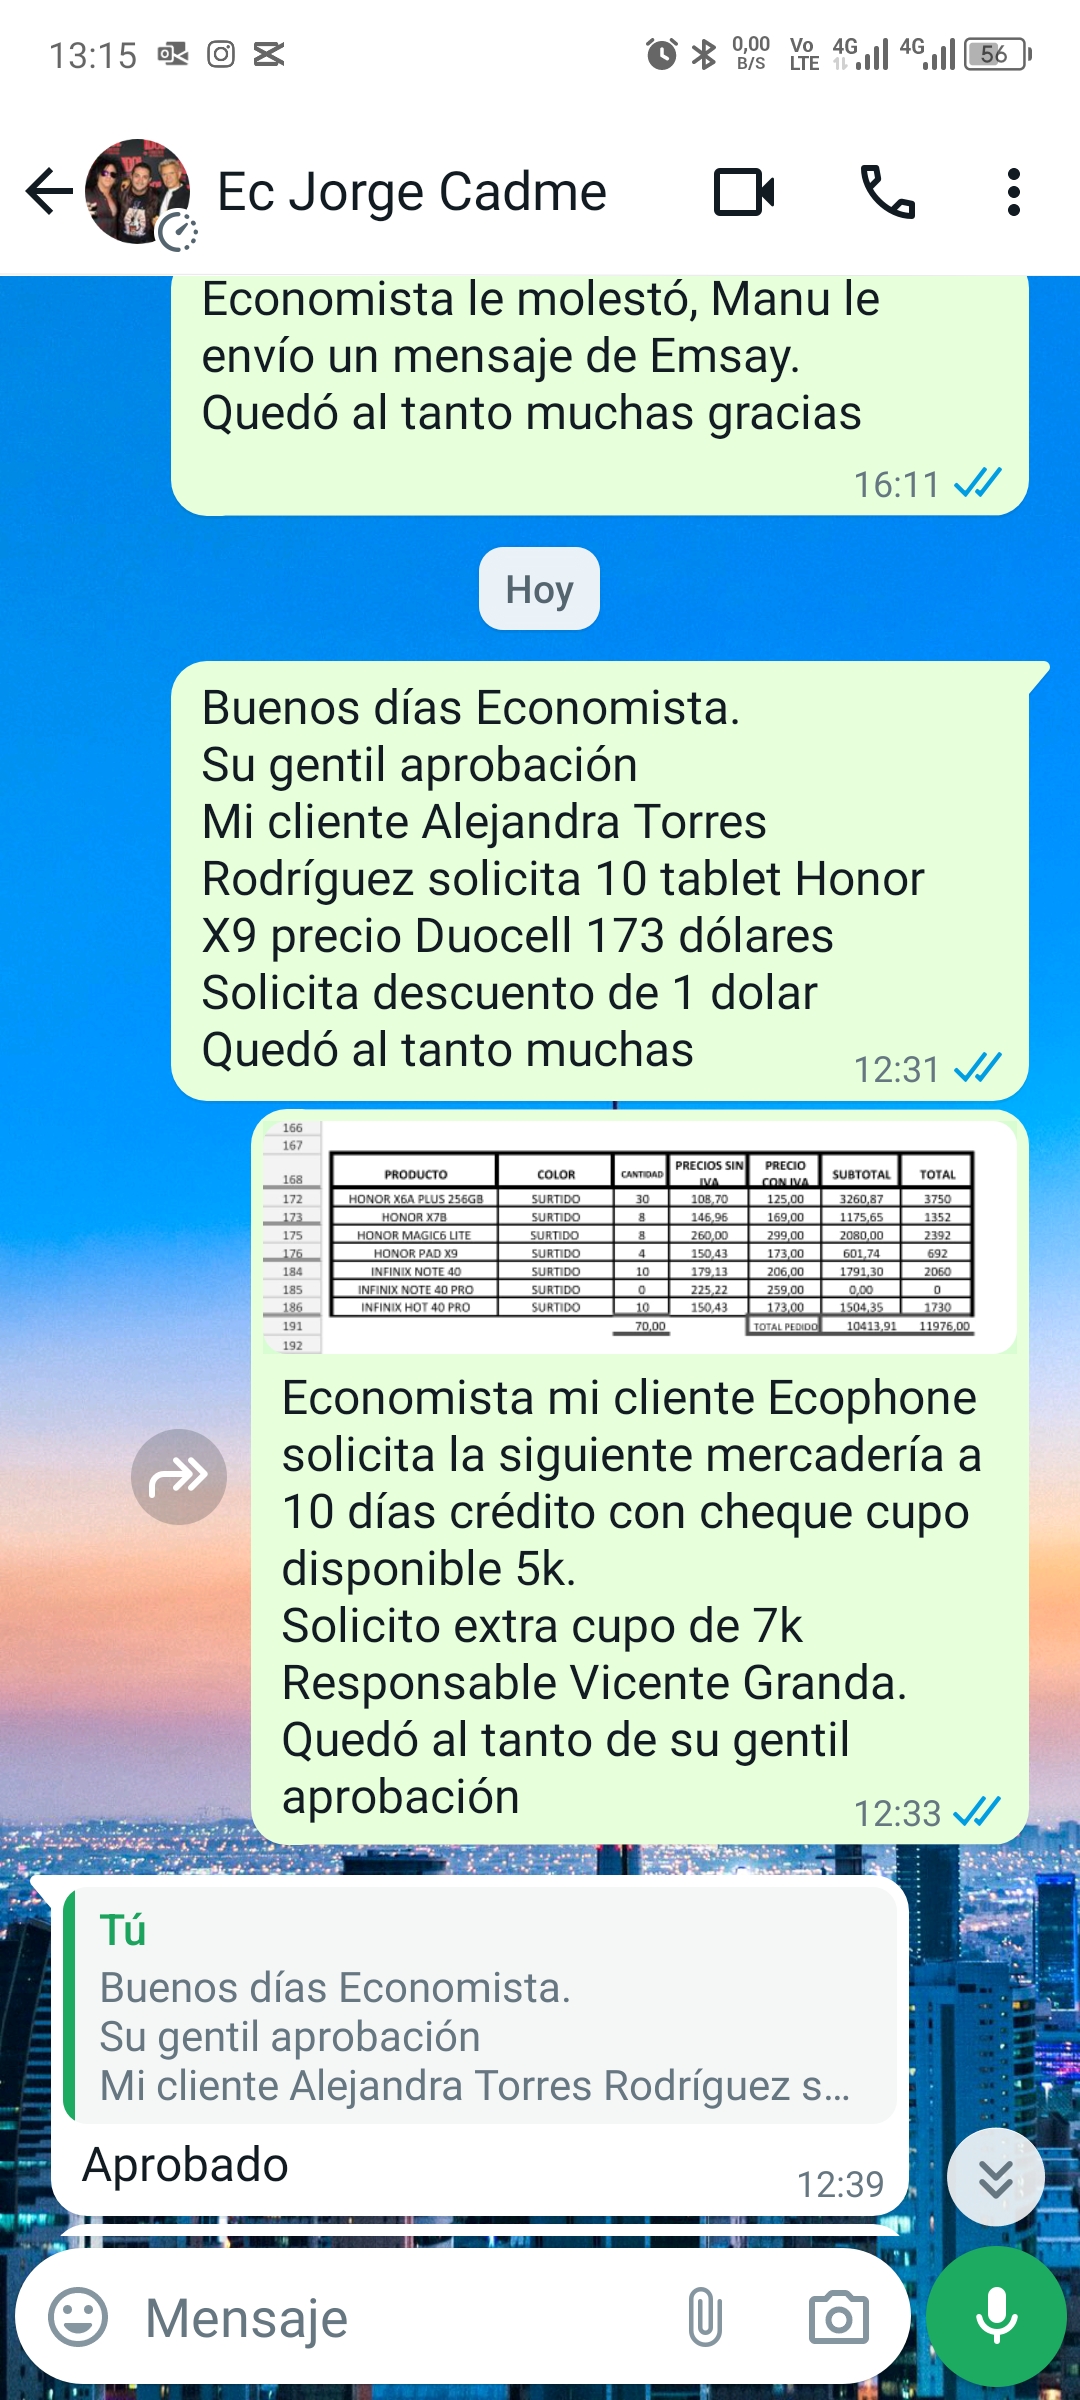 13:15
0,00 B/S Vo LTE 4G 4G 56
Ec Jorge Cadme
Economista le molestó, Manu le
envío un mensaje de Emsay.
Quedó al tanto muchas gracias
16:11
Hoy
Buenos días Economista.
Su gentil aprobación
Mi cliente Alejandra Torres
Rodríguez solicita 10 tablet Honor
X9 precio Duocell 173 dólares
Solicita descuento de 1 dolar
Quedó al tanto muchas
12:31
166
167
168 PRODUCTO COLOR CANTIDAD PRECIOS SIN IVA PRECIO CON IVA SUBTOTAL TOTAL
172 HONOR X6A PLUS 256GB SURTIDO 30 108,70 125,00 3260,87 3750
173 HONOR X7B SURTIDO 8 146,96 169,00 1175,65 1352
175 HONOR MAGIC6 LITE SURTIDO 8 260,00 299,00 2080,00 2392
176 HONOR PAD X9 SURTIDO 4 150,43 173,00 601,74 692
184 INFINIX NOTE 40 SURTIDO 10 179,13 206,00 1791,30 2060
185 INFINIX NOTE 40 PRO SURTIDO 0 225,22 259,00 0,00 0
186 INFINIX HOT 40 PRO SURTIDO 10 150,43 173,00 1504,35 1730
191 70,00 TOTAL PEDIDO 10413,91 11976,00
192
Economista mi cliente Ecophone
solicita la siguiente mercadería a
10 días crédito con cheque cupo
disponible 5k.
Solicito extra cupo de 7k
Responsable Vicente Granda.
Quedó al tanto de su gentil
aprobación
12:33
Tú
Buenos días Economista.
Su gentil aprobación
Mi cliente Alejandra Torres Rodríguez s...
Aprobado
12:39
Mensaje